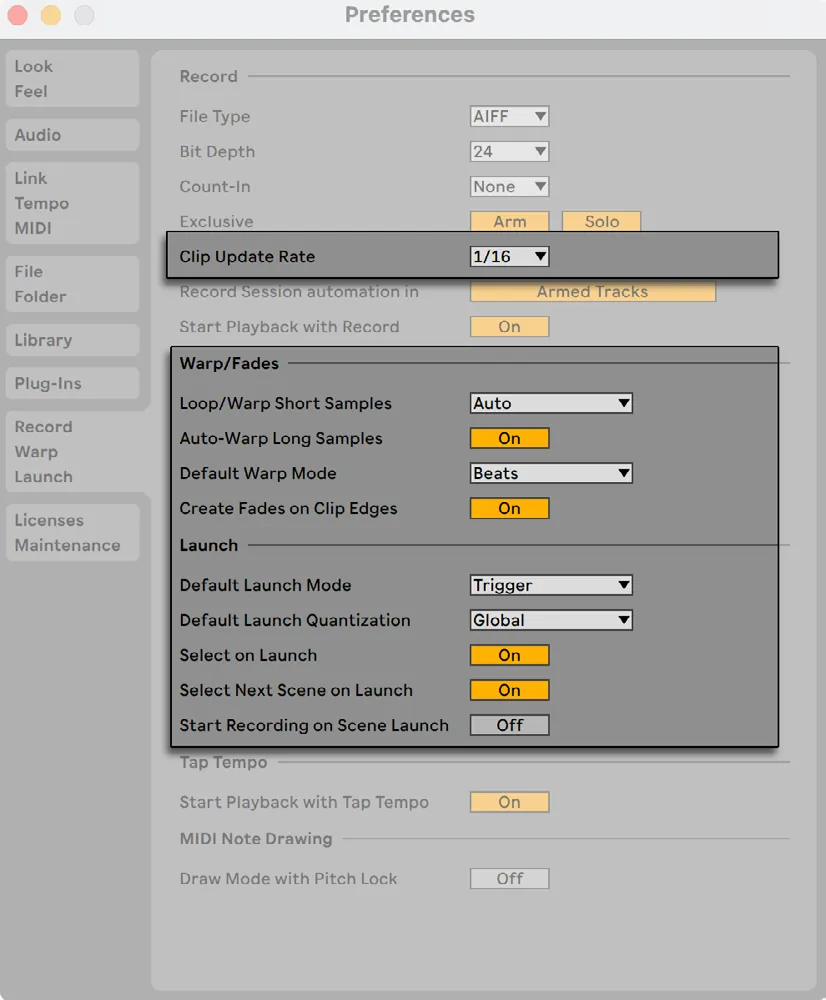 Preferences
Look
Feel
Audio
Link
Tempo
MIDI
File
Folder
Library
Plug-Ins
Record
Warp
Launch
Licenses
Maintenance
Record
File Type AIFF
Bit Depth 24
Count-In None
Exclusive Arm Solo
Clip Update Rate 1/16
Record Session automation in Armed Tracks
Start Playback with Record On
Warp/Fades
Loop/Warp Short Samples Auto
Auto-Warp Long Samples On
Default Warp Mode Beats
Create Fades on Clip Edges On
Launch
Default Launch Mode Trigger
Default Launch Quantization Global
Select on Launch On
Select Next Scene on Launch On
Start Recording on Scene Launch Off
Tap Tempo
Start Playback with Tap Tempo On
MIDI Note Drawing
Draw Mode with Pitch Lock Off